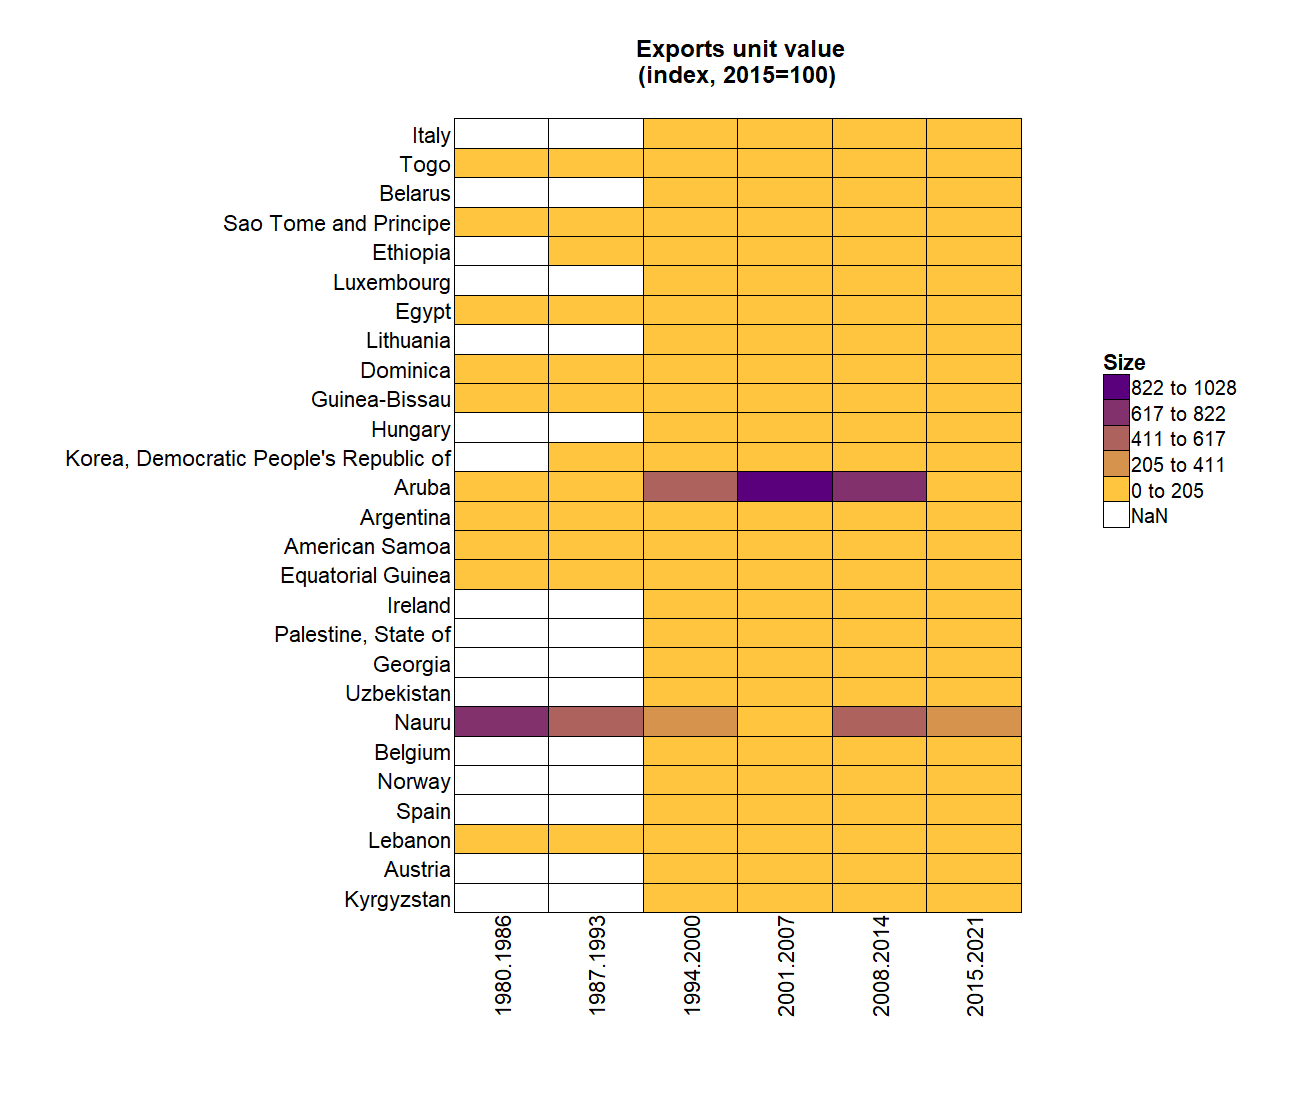 Exports unit value
(index, 2015=100)
Italy
Togo
Belarus
Sao Tome and Principe
Ethiopia
Luxembourg
Egypt
Lithuania
Dominica
Guinea-Bissau
Hungary
Korea, Democratic People's Republic of
Aruba
Argentina
American Samoa
Equatorial Guinea
Ireland
Palestine, State of
Georgia
Uzbekistan
Nauru
Belgium
Norway
Spain
Lebanon
Austria
Kyrgyzstan
1980.1986
1987.1993
1994.2000
2001.2007
2008.2014
2015.2021
Size
822 to 1028
617 to 822
411 to 617
205 to 411
0 to 205
NaN